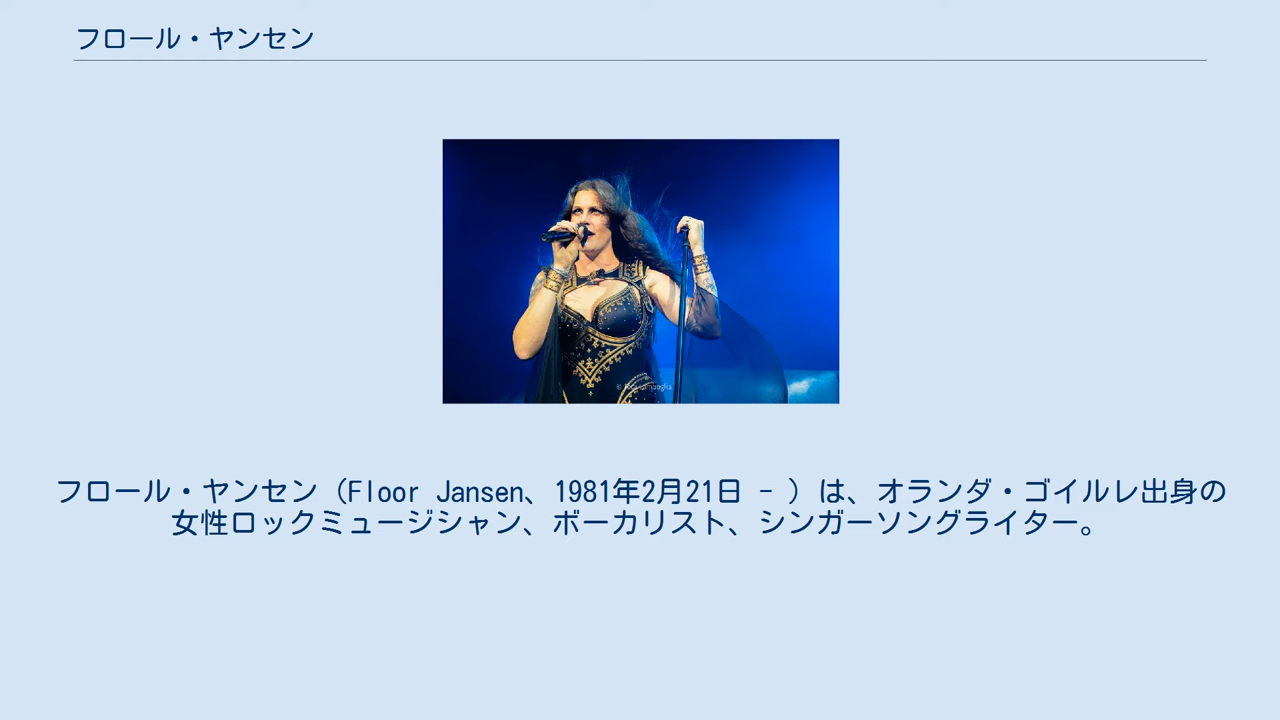 フロール・ヤンセン
フロール・ヤンセン（Floor Jansen、1981年2月21日 - ）は、オランダ・ゴイルレ出身の
女性ロックミュージシャン、ボーカリスト、シンガーソングライター。